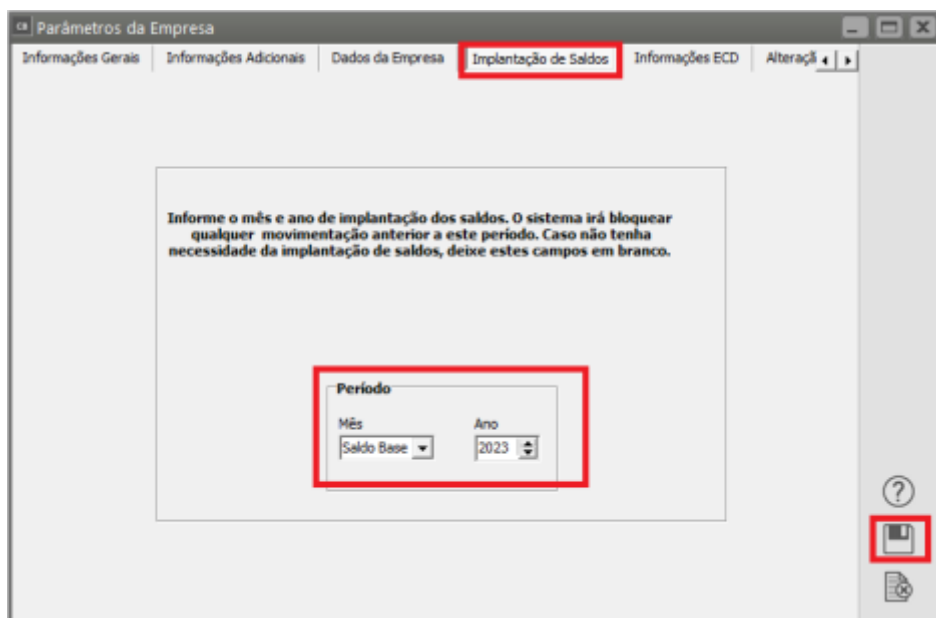 Parâmetros da Empresa
Informações Gerais Informações Adicionais Dados da Empresa Implantação de Saldos Informações ECD Alteraçã
Informe o mês e ano de implantação dos saldos. O sistema irá bloquear
qualquer movimentação anterior a este período. Caso não tenha
necessidade da implantação de saldos, deixe estes campos em branco.
Período
Mês Ano
Saldo Base 2023
?